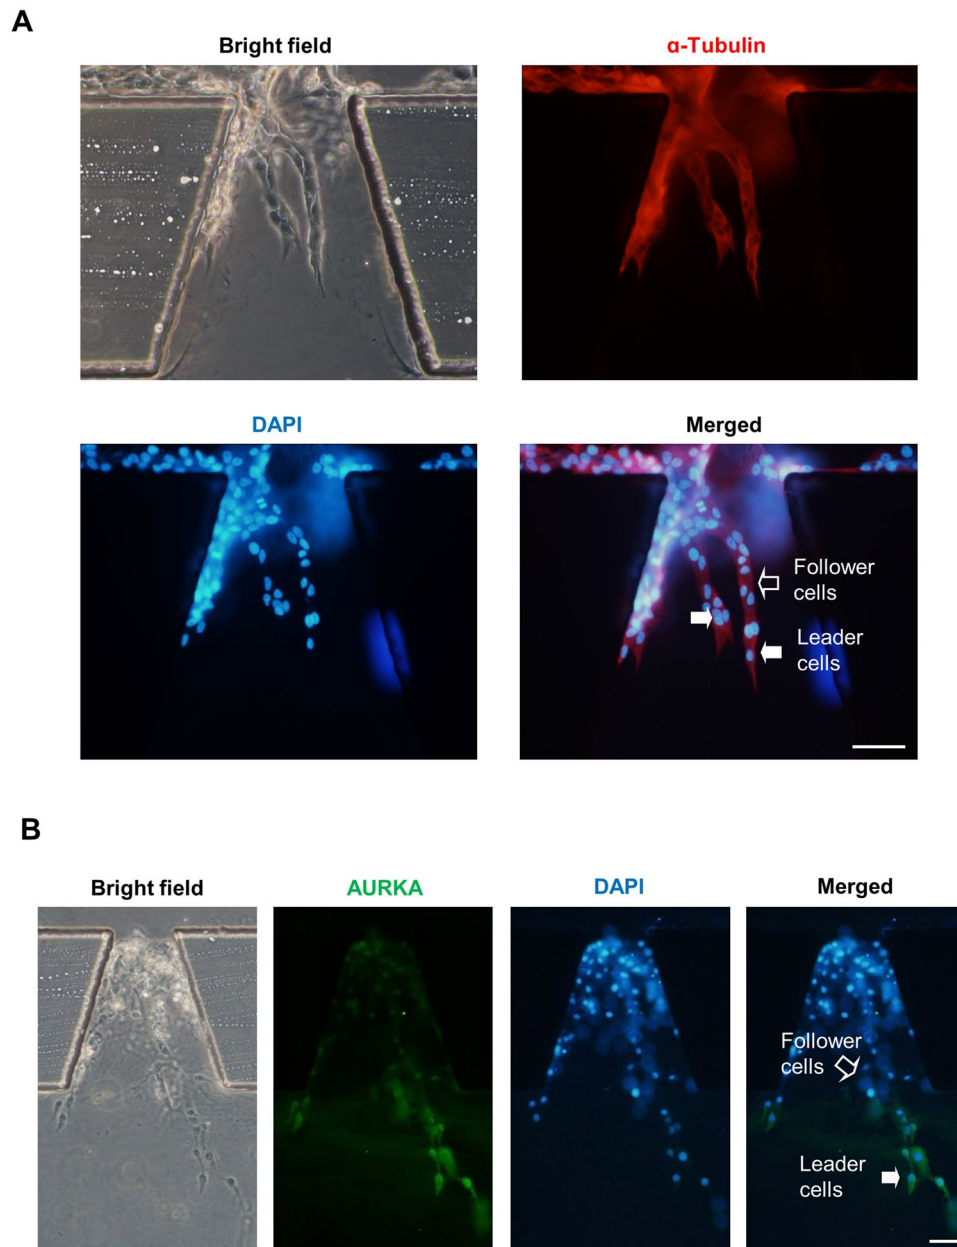 A
Bright field
α-Tubulin
DAPI
Merged
Follower
cells
Leader
cells
B
Bright field
AURKA
DAPI
Merged
Follower
cells
Leader
cells